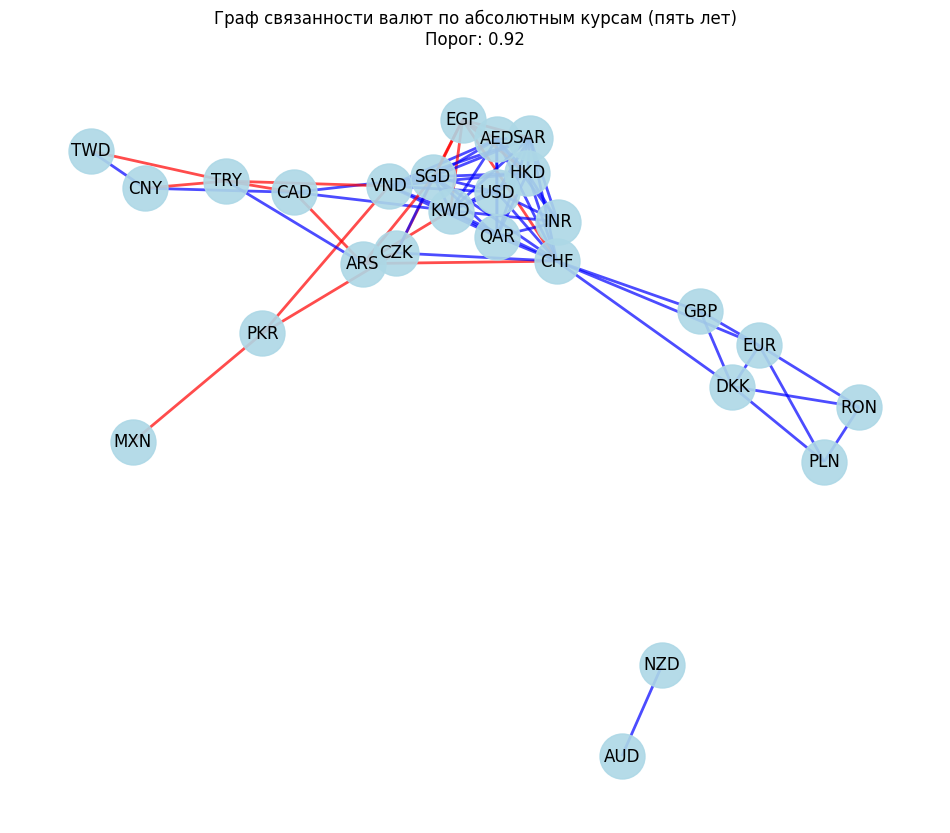 Граф связанности валют по абсолютным курсам (пять лет)
Порог: 0.92
EGP
AED
SAR
TWD
HKD
SGD
TRY
VND
CNY
CAD
USD
KWD
INR
QAR
CZK
ARS
CHF
GBP
PKR
EUR
DKK
RON
MXN
PLN
NZD
AUD